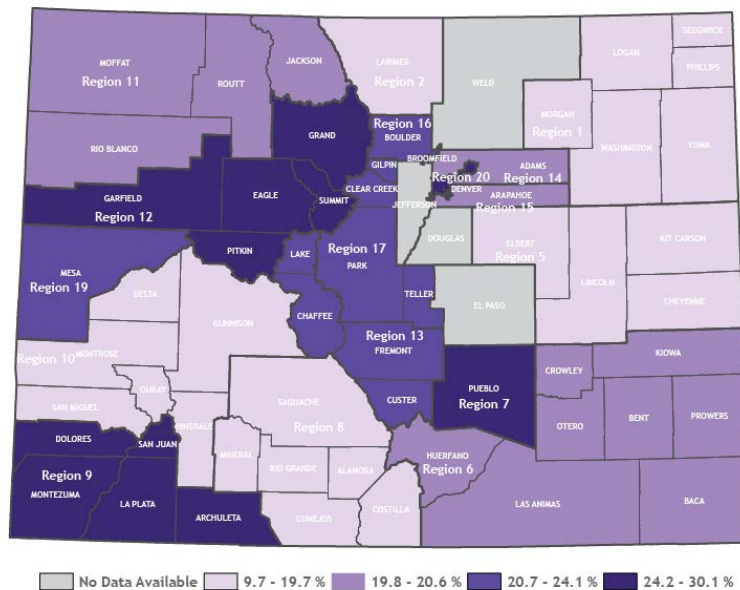 SEDGWICK
LOGAN
PHILLIPS
JACKSON
MOFFAT
Region 11
LARIMER
Region 2
ROUTT
WELD
MORGAN
Region 1
Region 16
GRAND
BOULDER
WASHINGTON
YUMA
RIO BLANCO
BROOMFIELD
ADAMS
GILPIN
Region 20
Region 14
DENVER
CLEAR CREEK
ARAPAHOE
GARFIELD
EAGLE
SUMMIT
JEFFERSON
Region 15
Region 12
DOUGLAS
ELBERT
KIT CARSON
PITKIN
LAKE
Region 17
Region 5
PARK
MESA
LINCOLN
Region 19
TELLER
CHEYENNE
DELTA
EL PASO
GUNNISON
CHAFFEE
Region 13
Region 10
MONTROSE
FREMONT
KIOWA
CROWLEY
OURAY
PUEBLO
CUSTER
Region 7
SAN MIGUEL
SAGUACHE
BENT
PROWERS
OTERO
HINSDALE
Region 8
DOLORES
SAN JUAN
MINERAL
HUERFANO
RIO GRANDE
ALAMOSA
Region 6
Region 9
MONTEZUMA
LA PLATA
ARCHULETA
CONEJOS
COSTILLA
LAS ANIMAS
BACA
No Data Available
9.7 - 19.7 %
19.8 - 20.6 %
20.7 - 24.1 %
24.2 - 30.1 %